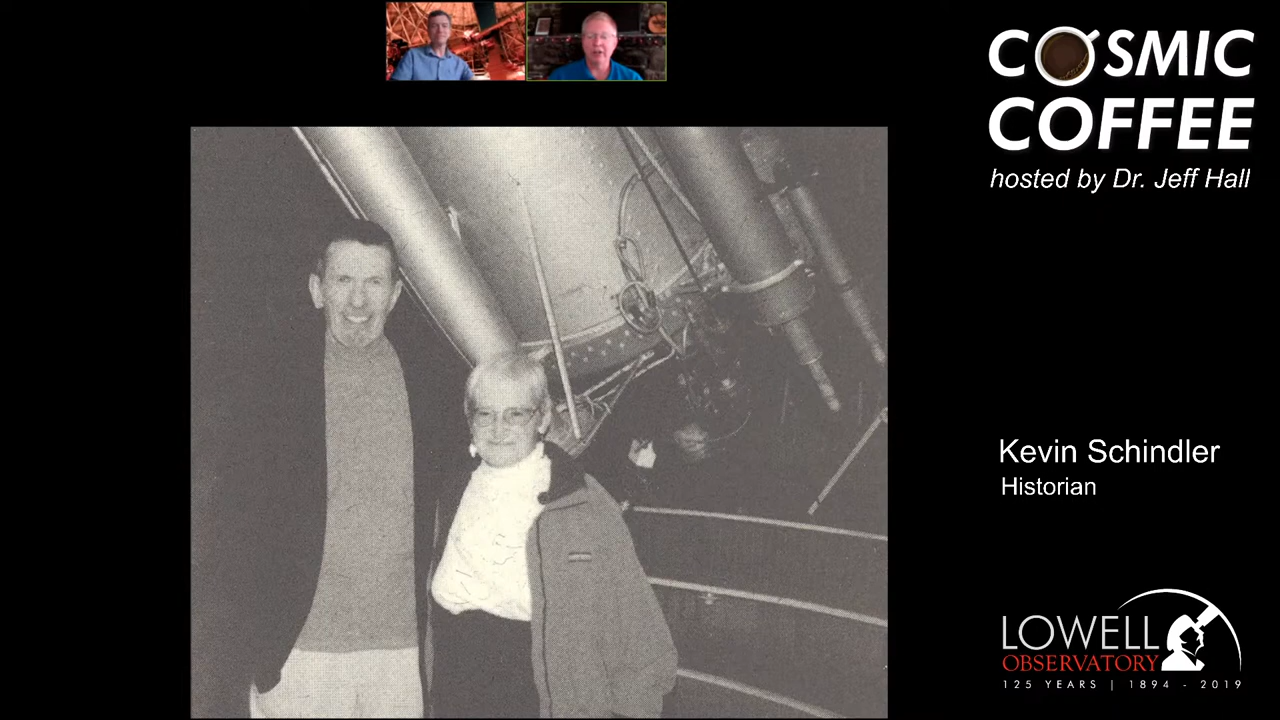 COSMIC
COFFEE
hosted by Dr. Jeff Hall
Kevin Schindler
Historian
LOWELL
OBSERVATORY
125 YEARS | 1894 - 2019